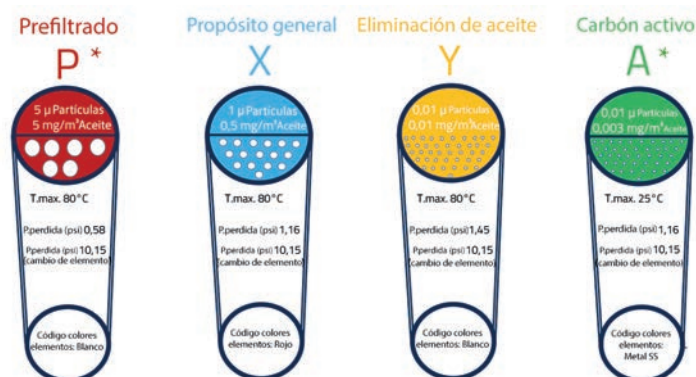 Prefiltrado
P *
5 µ Partículas
5 mg/m³Aceite
T.max. 80°C
P.perdida (psi) 0,58
P.perdida (psi) 10,15
(cambio de elemento)
Código colores
elementos: Blanco
Propósito general
X
1 µ Partículas
0,5 mg/m³Aceite
T.max. 80°C
P.perdida (psi) 1,16
P.perdida (psi) 10,15
(cambio de elemento)
Código colores
elementos: Rojo
Eliminación de aceite
Y
0,01 µ Partículas
0,01 mg/m³Aceite
T.max. 80°C
P.perdida (psi) 1,45
P.perdida (psi) 10,15
(cambio de elemento)
Código colores
elementos: Blanco
Carbón activo
A *
0,01 µ Partículas
0,003 mg/m³Aceite
T.max. 25°C
P.perdida (psi) 1,16
P.perdida (psi) 10,15
(cambio de elemento)
Código colores
elementos:
Metal SS